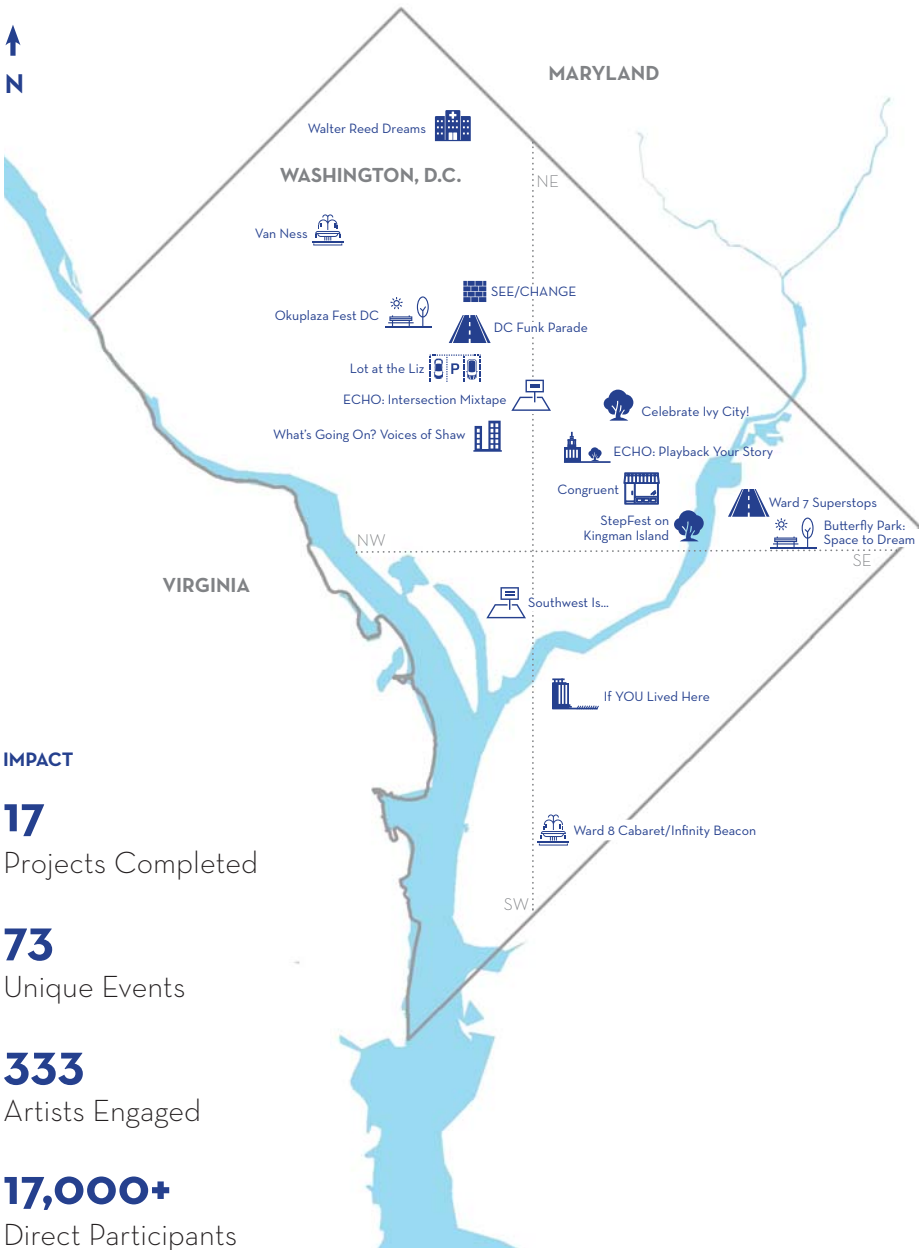 N
MARYLAND
Walter Reed Dreams
WASHINGTON, D.C.
NE
Van Ness
SEE/CHANGE
Okuplaza Fest DC
DC Funk Parade
Lot at the Liz
P
ECHO: Intersection Mixtape
Celebrate Ivy City!
What's Going On? Voices of Shaw
ECHO: Playback Your Story
Congruent
Ward 7 Superstops
StepFest on
Kingman Island
Butterfly Park:
Space to Dream
NW
SE
VIRGINIA
Southwest Is...
If YOU Lived Here
IMPACT
17
Projects Completed
Ward 8 Cabaret/Infinity Beacon
SW
73
Unique Events
333
Artists Engaged
17,000+
Direct Participants